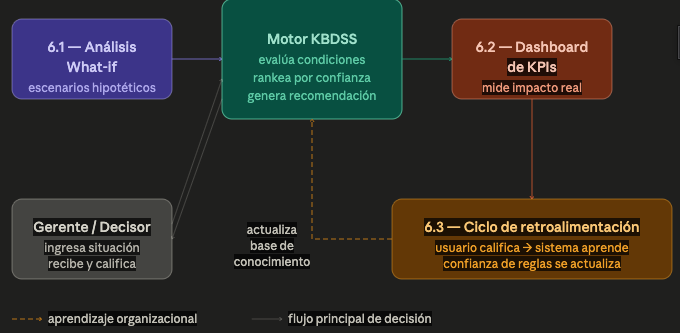 6.1 — Análisis
What-if
escenarios hipotéticos
Motor KBDSS
evalúa condiciones
rankea por confianza
genera recomendación
6.2 — Dashboard
de KPIs
mide impacto real
Gerente / Decisor
ingresa situación
recibe y califica
actualiza
base de
conocimiento
6.3 — Ciclo de retroalimentación
usuario califica → sistema aprende
confianza de reglas se actualiza
aprendizaje organizacional
flujo principal de decisión